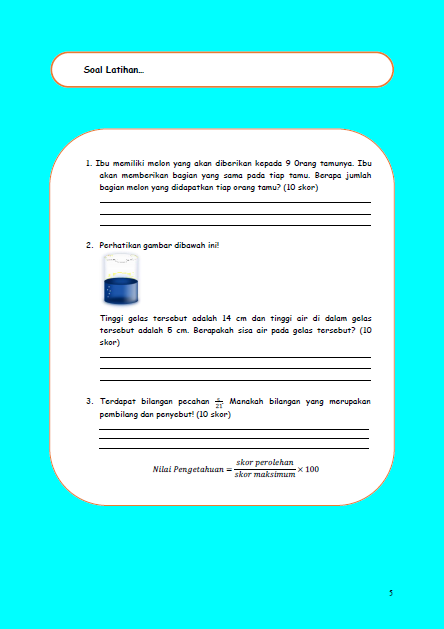 Soal Latihan...
1. Ibu memiliki melon yang akan diberikan kepada 9 0rang tamunya. Ibu
akan memberikan bagian yang sama pada tiap tamu. Berapa jumlah
bagian melon yang didapatkan tiap orang tamu? (10 skor)
2. Perhatikan gambar dibawah ini!
Tinggi gelas tersebut adalah 14 cm dan tinggi air di dalam gelas
tersebut adalah 5 cm. Berapakah sisa air pada gelas tersebut? (10
skor)
3. Terdapat bilangan pecahan /21. Manakah bilangan yang merupakan
pembilang dan penyebut! (10 skor)
Nilai Pengetahuan = skor perolehan / skor maksimum × 100
5